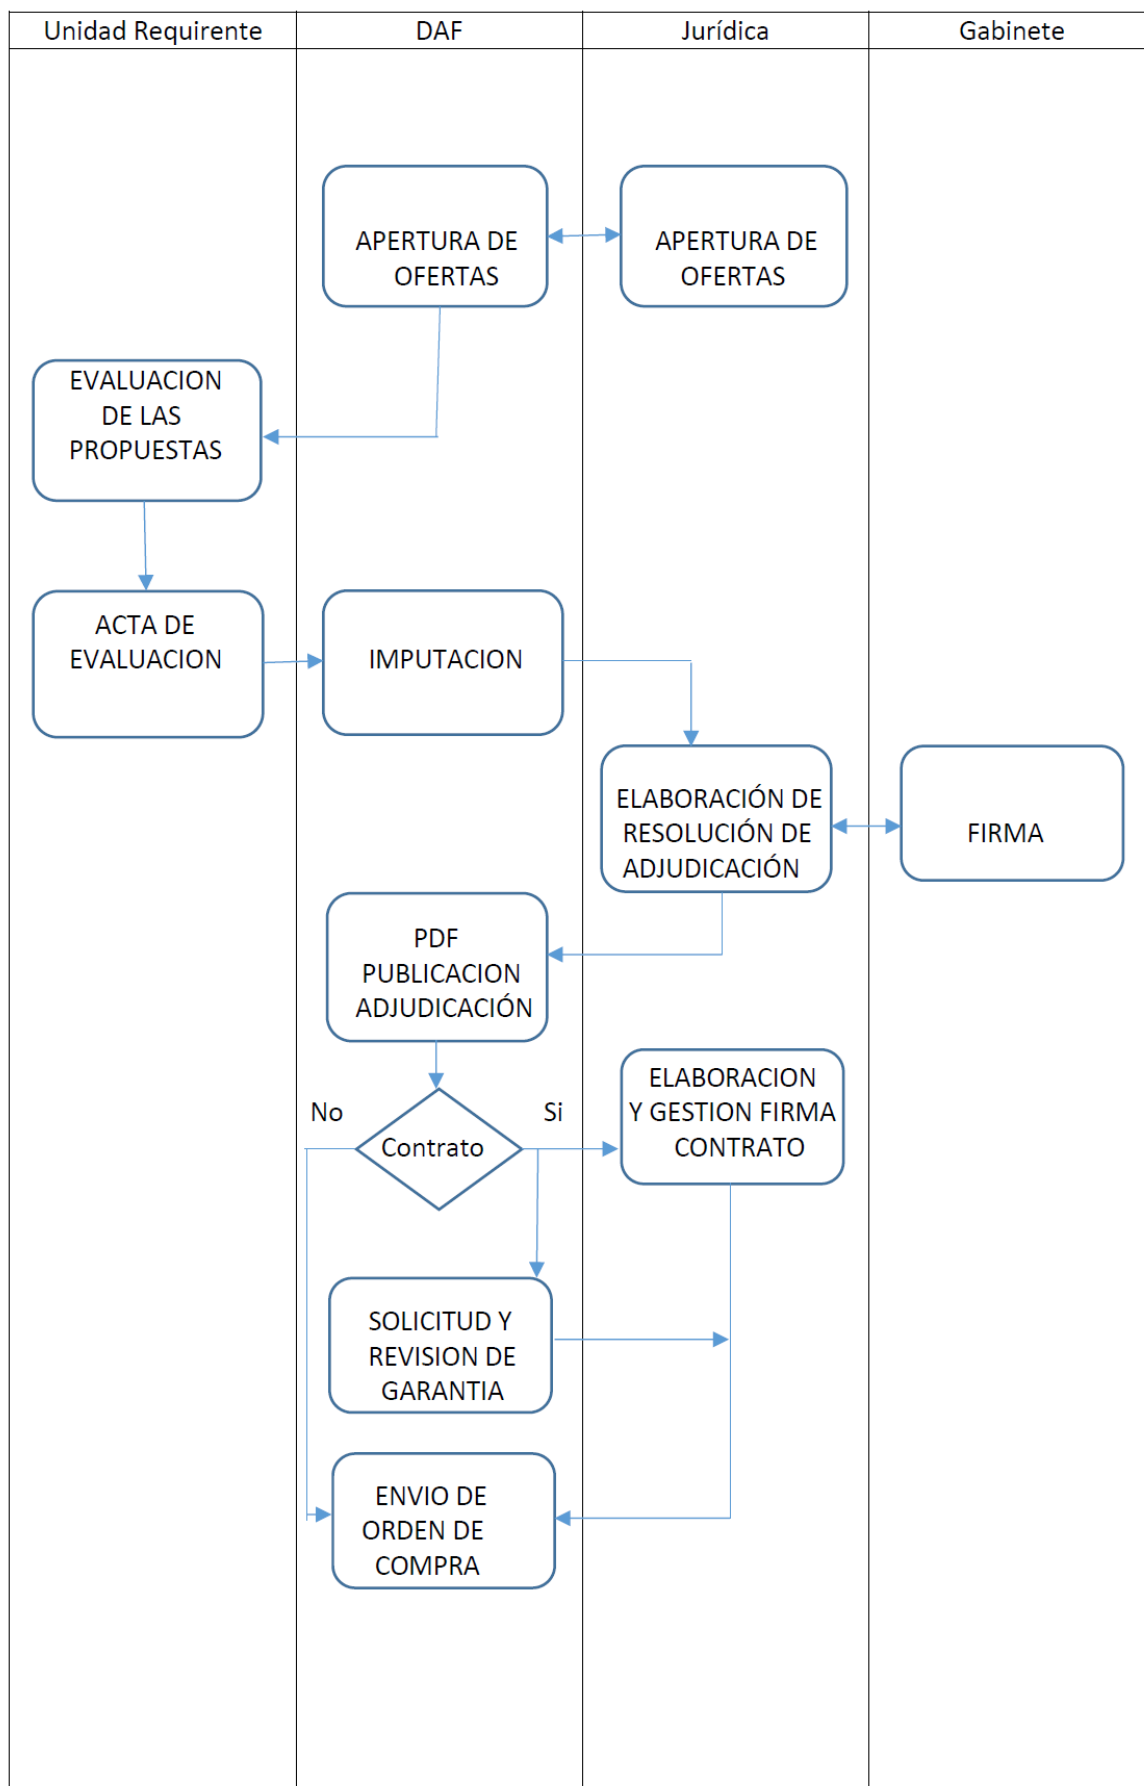 Unidad Requirente
DAF
Jurídica
Gabinete
APERTURA DE
OFERTAS
APERTURA DE
OFERTAS
EVALUACION
DE LAS
PROPUESTAS
ACTA DE
EVALUACION
IMPUTACION
ELABORACIÓN DE
RESOLUCIÓN DE
ADJUDICACIÓN
FIRMA
PDF
PUBLICACION
ADJUDICACIÓN
No
Contrato
Si
ELABORACION
Y GESTION FIRMA
CONTRATO
SOLICITUD Y
REVISION DE
GARANTIA
ENVIO DE
ORDEN DE
COMPRA